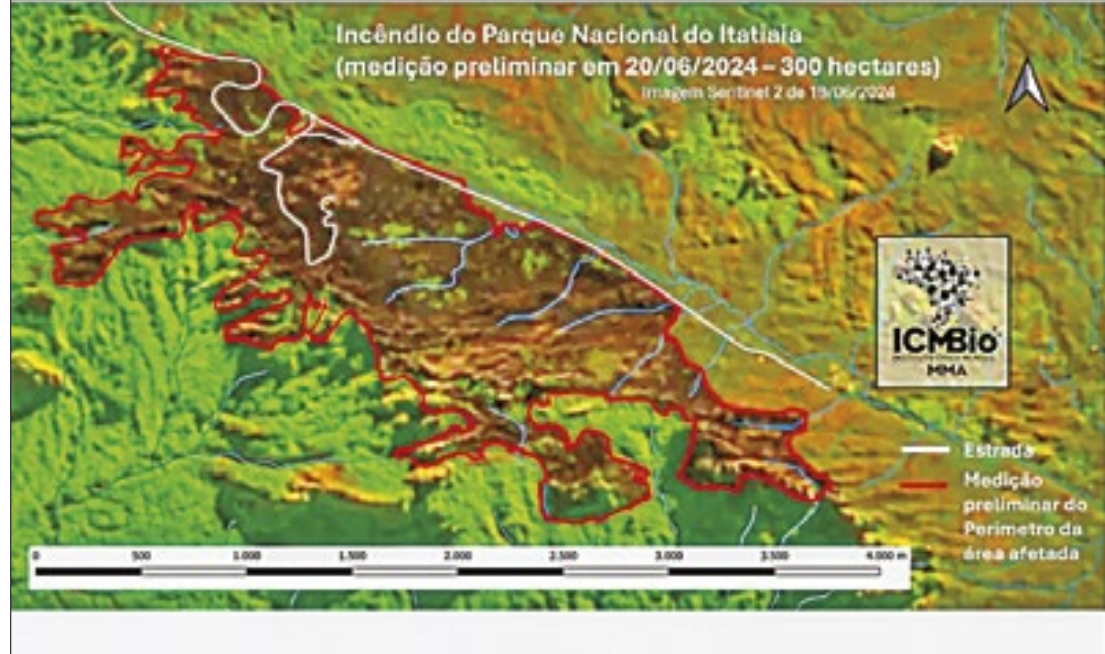 Incêndio do Parque Nacional do Itatiaia
(medição preliminar em 20/06/2024 – 300 hectares)
Imagem Sentinel 2 de 19/06/2024
ICMBio
MMA
Estrada
Medição
preliminar do
Perímetro da
área afetada
0 500 1.000 1.500 2.000 2.500 3.000 3.500 4.000 m